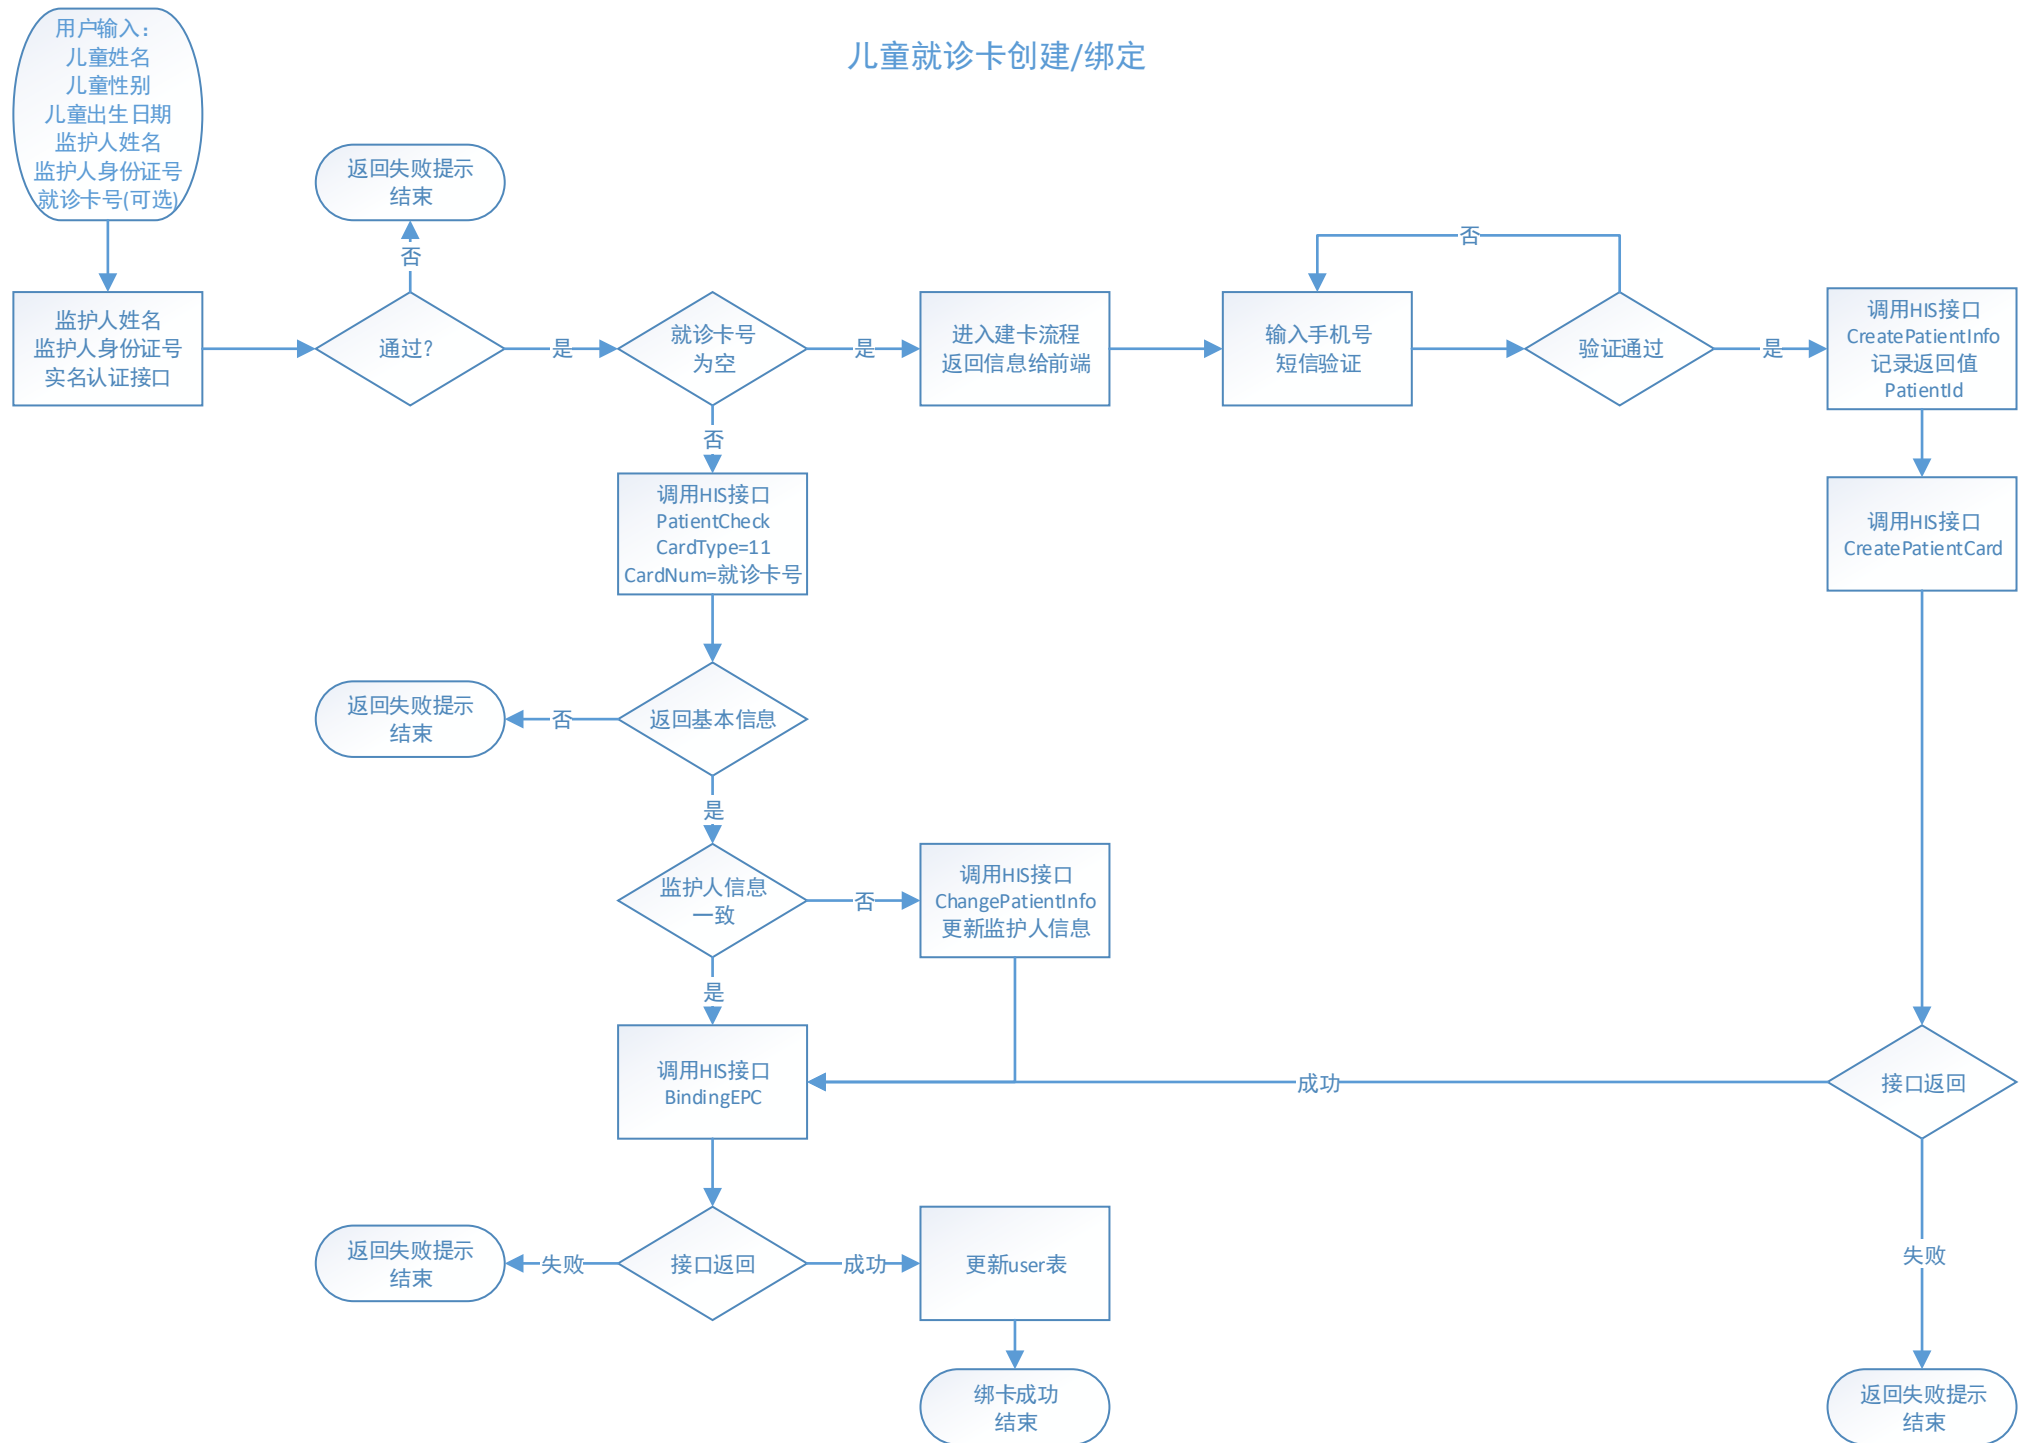 儿童就诊卡创建/绑定
用户输入：
儿童姓名
儿童性别
儿童出生日期
监护人姓名
监护人身份证号
就诊卡号(可选)
返回失败提示
结束
否
监护人姓名
监护人身份证号
实名认证接口
通过?
是
就诊卡号
为空
是
进入建卡流程
返回信息给前端
输入手机号
短信验证
否
验证通过
是
调用HIS接口
CreatePatientInfo
记录返回值
PatientId
否
调用HIS接口
PatientCheck
CardType=11
CardNum=就诊卡号
调用HIS接口
CreatePatientCard
返回失败提示
结束
否
返回基本信息
是
监护人信息
一致
否
调用HIS接口
ChangePatientInfo
更新监护人信息
是
调用HIS接口
BindingEPC
成功
接口返回
返回失败提示
结束
失败
接口返回
成功
更新user表
失败
绑卡成功
结束
返回失败提示
结束